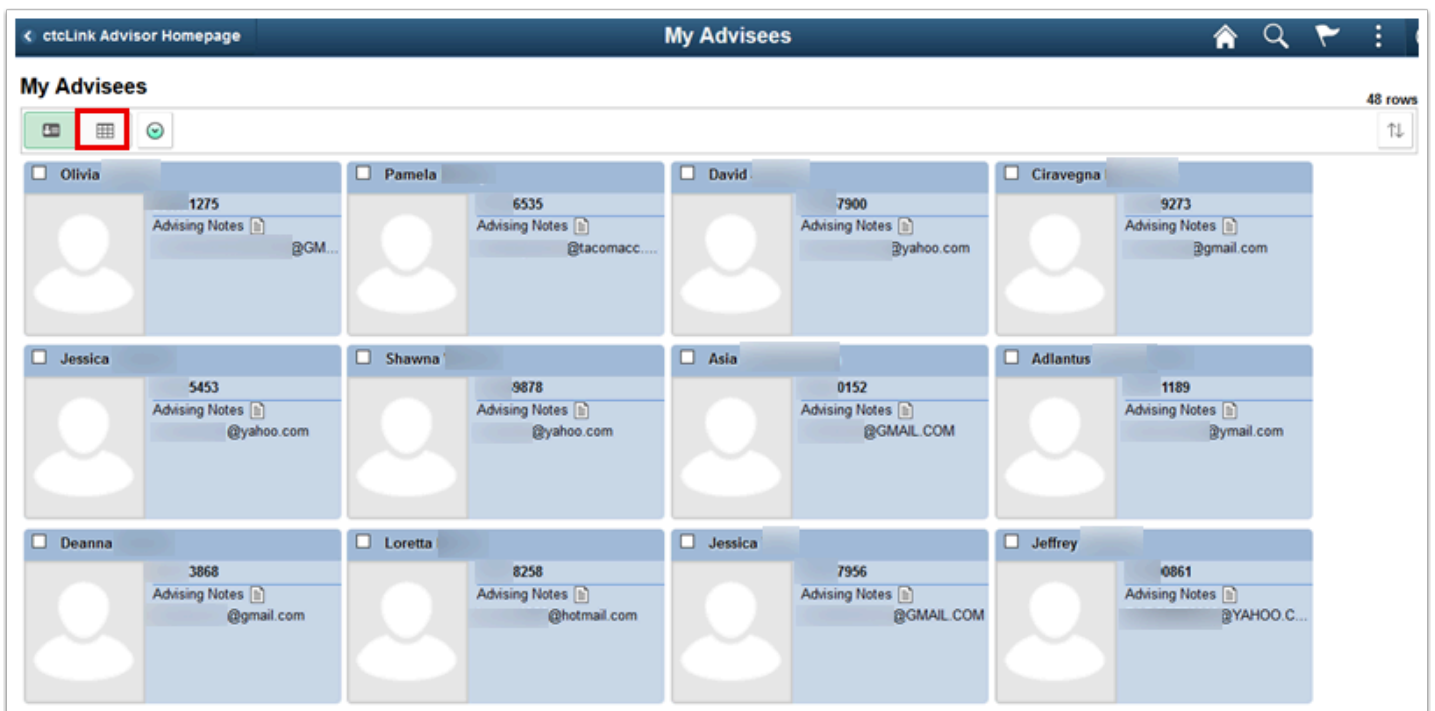 ctcLink Advisor Homepage
My Advisees
My Advisees
48 rows
Olivia
1275
Advising Notes
@GM...
Pamela
6535
Advising Notes
@tacomacc....
David
7900
Advising Notes
@yahoo.com
Ciravegna
9273
Advising Notes
@gmail.com
Jessica
5453
Advising Notes
@yahoo.com
Shawna
9878
Advising Notes
@yahoo.com
Asia
0152
Advising Notes
@GMAIL.COM
Adlantus
1189
Advising Notes
@ymail.com
Deanna
3868
Advising Notes
@gmail.com
Loretta
8258
Advising Notes
@hotmail.com
Jessica
7956
Advising Notes
@GMAIL.COM
Jeffrey
0861
Advising Notes
@YAHOO.C...